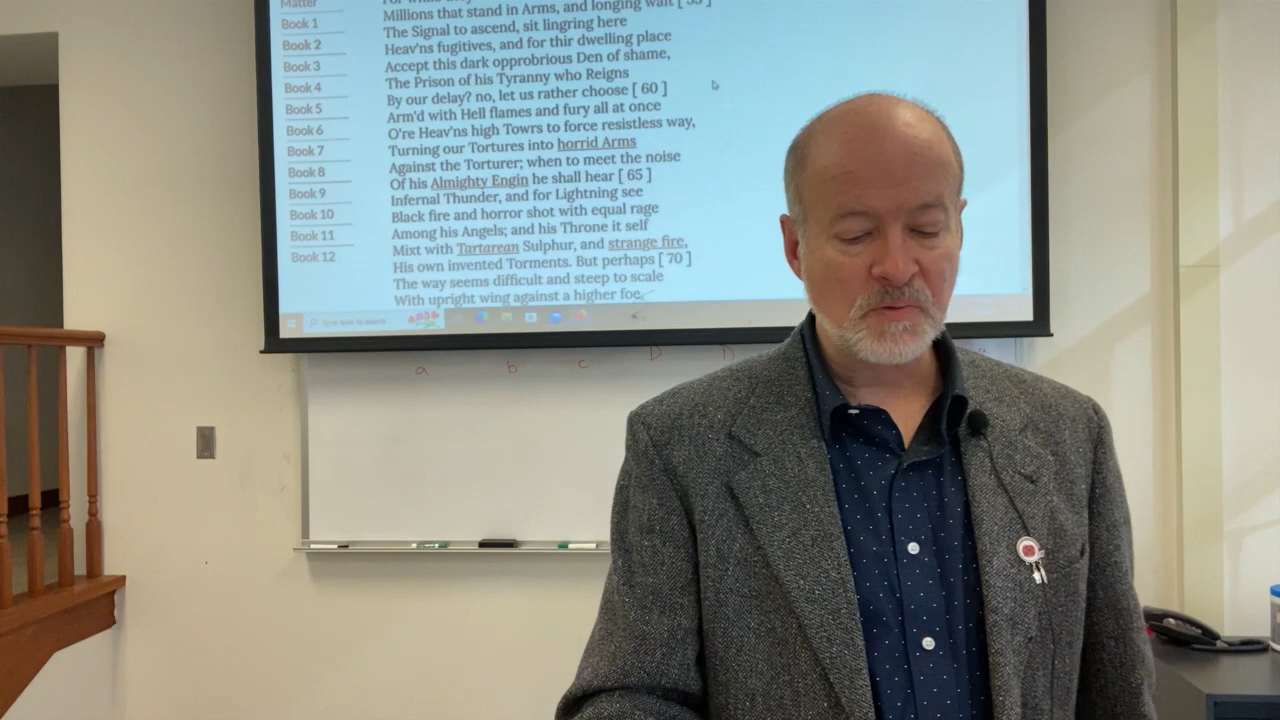 Matter
Book 1
Book 2
Book 3
Book 4
Book 5
Book 6
Book 7
Book 8
Book 9
Book 10
Book 11
Book 12
Millions that stand in Arms, and longing wait [ 55 ]
The Signal to ascend, sit lingring here
Heav'ns fugitives, and for thir dwelling place
Accept this dark opprobrious Den of shame,
The Prison of his Tyranny who Reigns
By our delay? no, let us rather choose [ 60 ]
Arm'd with Hell flames and fury all at once
O're Heav'ns high Towrs to force resistless way,
Turning our Tortures into horrid Arms
Against the Torturer; when to meet the noise
Of his Almighty Engin he shall hear [ 65 ]
Infernal Thunder, and for Lightning see
Black fire and horror shot with equal rage
Among his Angels; and his Throne it self
Mixt with Tartarean Sulphur, and strange fire,
His own invented Torments. But perhaps [ 70 ]
The way seems difficult and steep to scale
With upright wing against a higher foe.
Type here to search
a b c D